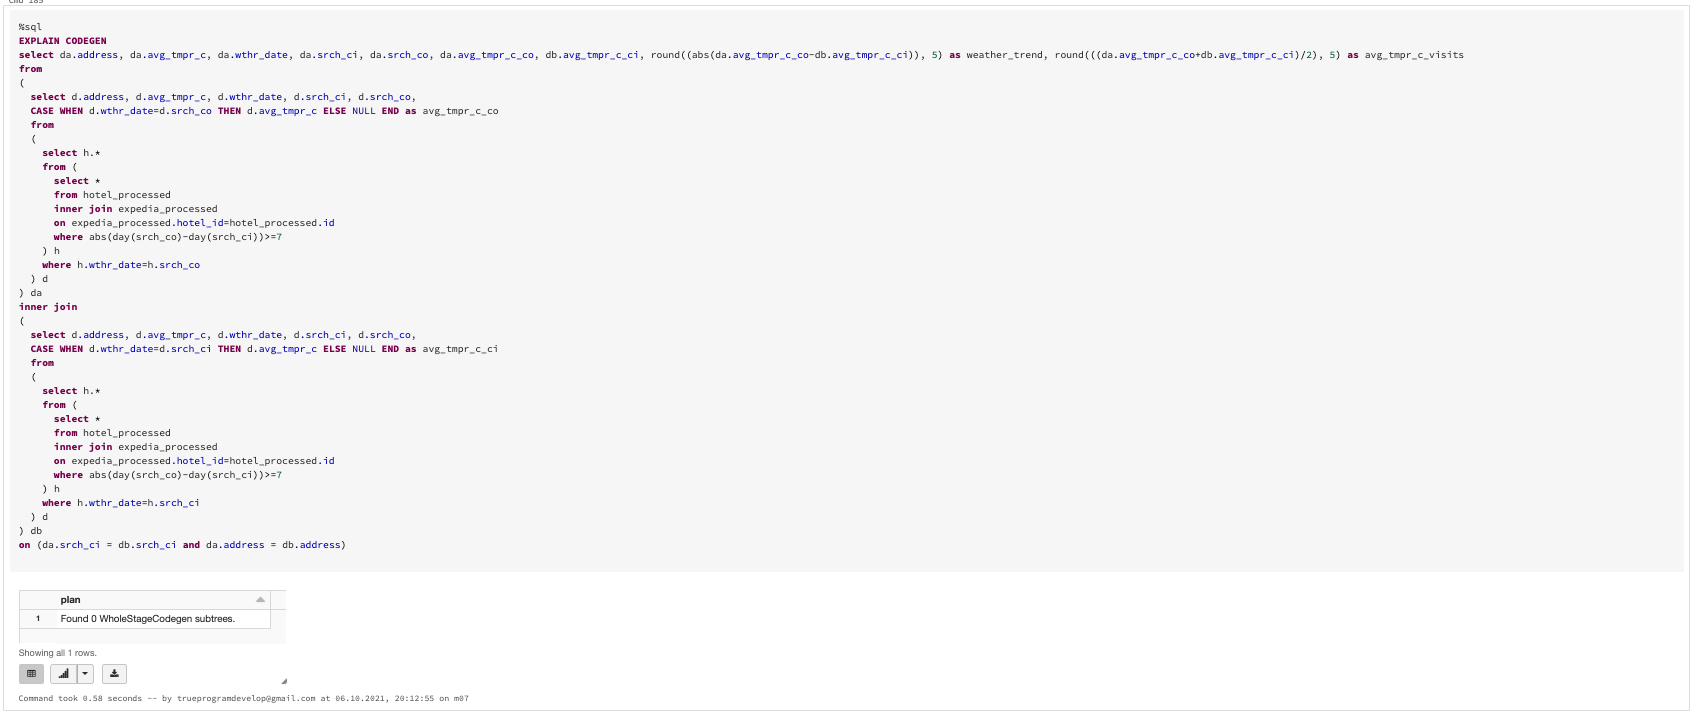 Cmd 185
%sql
EXPLAIN CODEGEN
select da.address, da.avg_tmpr_c, da.wthr_date, da.srch_ci, da.srch_co, da.avg_tmpr_c_co, db.avg_tmpr_c_ci, round((abs(da.avg_tmpr_c_co-db.avg_tmpr_c_ci)), 5) as weather_trend, round(((da.avg_tmpr_c_co+db.avg_tmpr_c_ci)/2), 5) as avg_tmpr_c_visits
from
(
  select d.address, d.avg_tmpr_c, d.wthr_date, d.srch_ci, d.srch_co,
  CASE WHEN d.wthr_date=d.srch_co THEN d.avg_tmpr_c ELSE NULL END as avg_tmpr_c_co
  from
  (
    select h.*
    from (
      select *
      from hotel_processed
      inner join expedia_processed
      on expedia_processed.hotel_id=hotel_processed.id
      where abs(day(srch_co)-day(srch_ci))>=7
    ) h
    where h.wthr_date=h.srch_co
  ) d
) da
inner join
(
  select d.address, d.avg_tmpr_c, d.wthr_date, d.srch_ci, d.srch_co,
  CASE WHEN d.wthr_date=d.srch_ci THEN d.avg_tmpr_c ELSE NULL END as avg_tmpr_c_ci
  from
  (
    select h.*
    from (
      select *
      from hotel_processed
      inner join expedia_processed
      on expedia_processed.hotel_id=hotel_processed.id
      where abs(day(srch_co)-day(srch_ci))>=7
    ) h
    where h.wthr_date=h.srch_ci
  ) d
) db
on (da.srch_ci = db.srch_ci and da.address = db.address)
plan
1 Found 0 WholeStageCodegen subtrees.
Showing all 1 rows.
Command took 0.58 seconds -- by trueprogramdevelop@gmail.com at 06.10.2021, 20:12:55 on m07